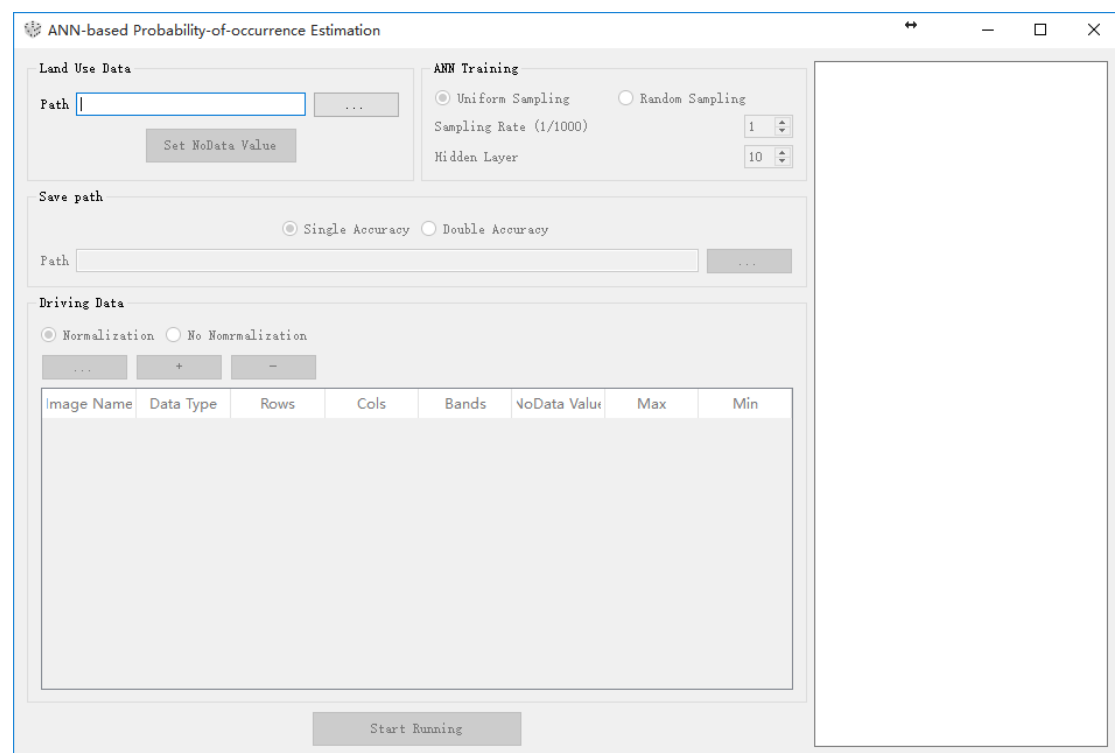 ANN-based Probability-of-occurrence Estimation
Land Use Data
Path
...
Set NoData Value
ANN Training
Uniform Sampling Random Sampling
Sampling Rate (1/1000) 1
Hidden Layer 10
Save path
Single Accuracy Double Accuracy
Path ...
Driving Data
Normalization No Nomrmalization
... + -
Image Name Data Type Rows Cols Bands NoData Value Max Min
Start Running